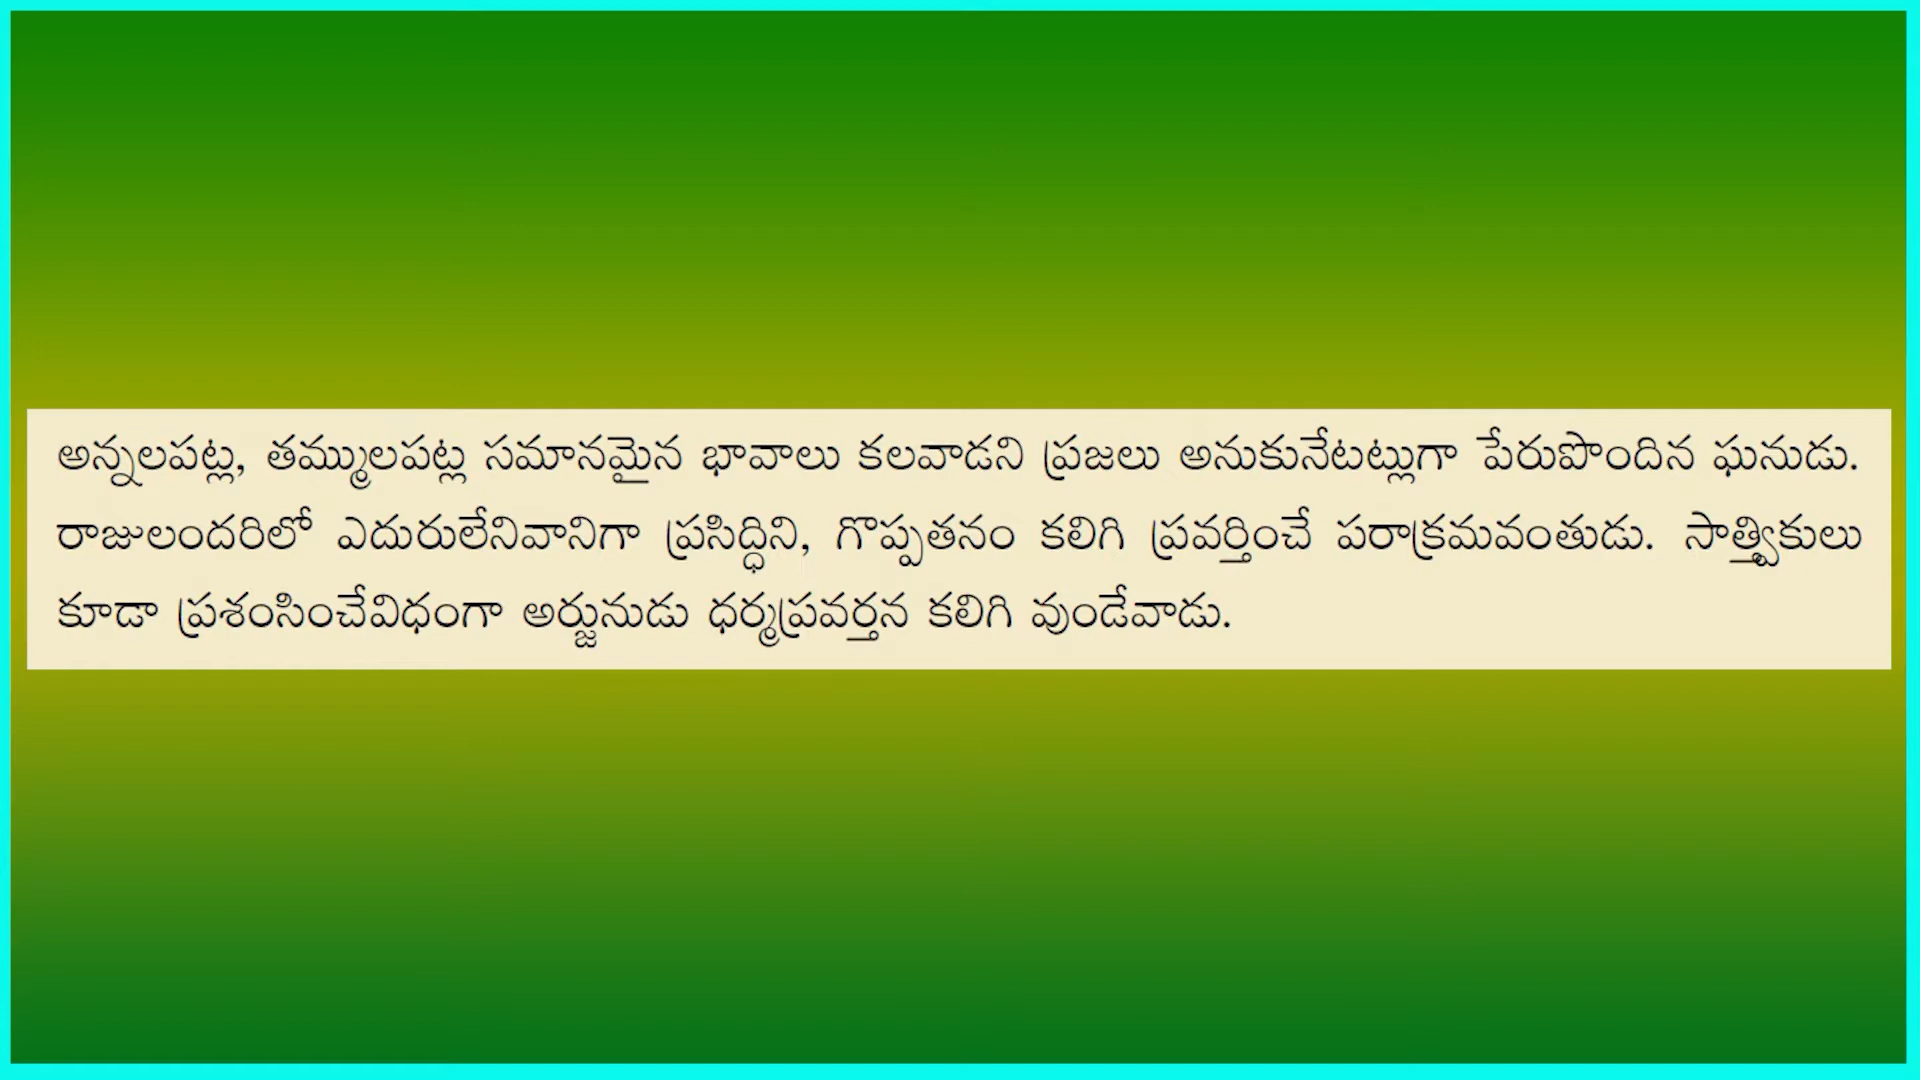 అన్నలపట్ల, తమ్ములపట్ల సమానమైన భావాలు కలవాడని ప్రజలు అనుకునేటట్లుగా పేరుపొందిన ఘనుడు.
రాజులందరిలో ఎదురులేనివానిగా ప్రసిద్ధిని, గొప్పతనం కలిగి ప్రవర్తించే పరాక్రమవంతుడు. సాత్త్వికులు
కూడా ప్రశంసించేవిధంగా అర్జునుడు ధర్మప్రవర్తన కలిగి వుండేవాడు.